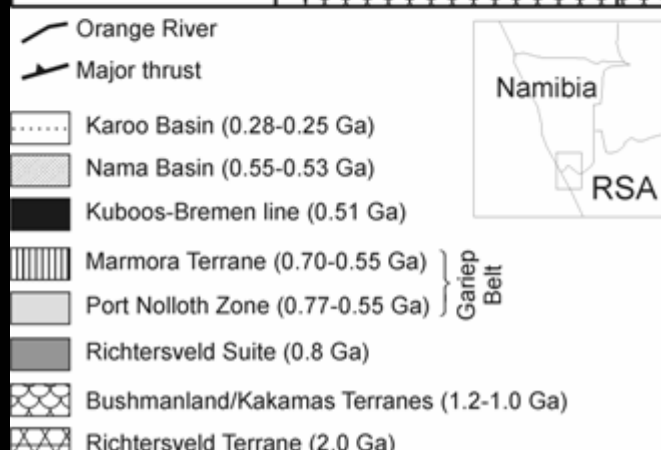 Orange River
Major thrust
Karoo Basin (0.28-0.25 Ga)
Nama Basin (0.55-0.53 Ga)
Kuboos-Bremen line (0.51 Ga)
Marmora Terrane (0.70-0.55 Ga)
Port Nolloth Zone (0.77-0.55 Ga)
Gariep
Belt
Richtersveld Suite (0.8 Ga)
Bushmanland/Kakamas Terranes (1.2-1.0 Ga)
Richtersveld Terrane (2.0 Ga)
Namibia
RSA